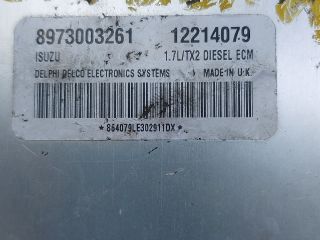 8973003261 12214079
ISUZU 1.7L/TX2 DIESEL ECM
DELPHI DELCO ELECTRONICS SYSTEMS MADE IN U.K.
*864079LE302911DX*